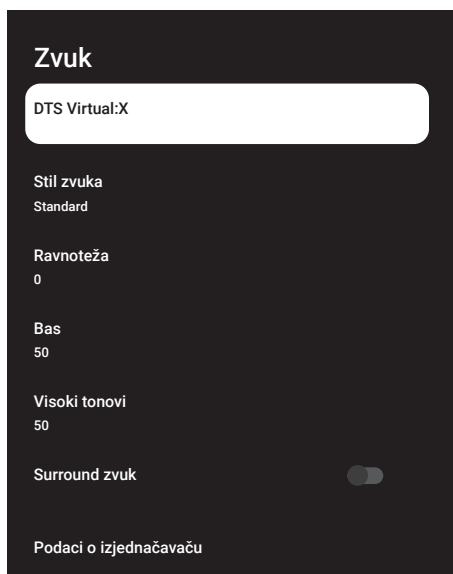 Zvuk
DTS Virtual:X
Stil zvuka
Standard
Ravnoteža
0
Bas
50
Visoki tonovi
50
Surround zvuk
Podaci o izjednačavaču